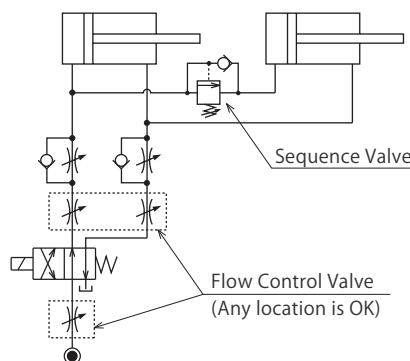 Sequence Valve
Flow Control Valve
(Any location is OK)